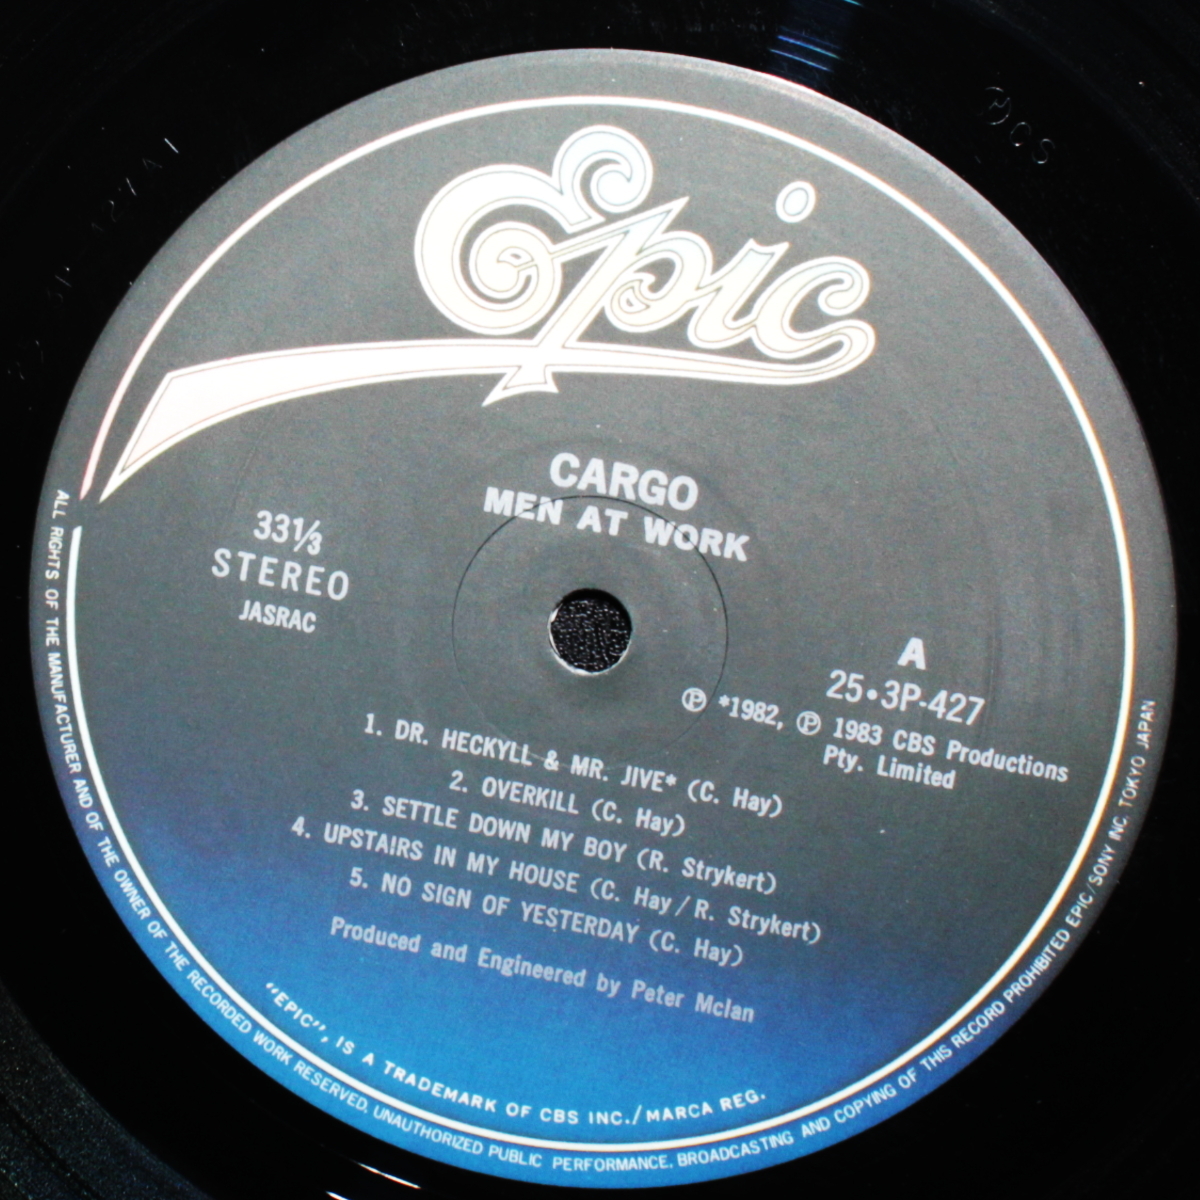 Epic
CARGO
MEN AT WORK
33⅓
STEREO
JASRAC
A
25•3P-427
Ⓟ *1982, Ⓟ 1983 CBS Productions
Pty. Limited
1. DR. HECKYLL & MR. JIVE* (C. Hay)
2. OVERKILL (C. Hay)
3. SETTLE DOWN MY BOY (R. Strykert)
4. UPSTAIRS IN MY HOUSE (C. Hay / R. Strykert)
5. NO SIGN OF YESTERDAY (C. Hay)
Produced and Engineered by Peter McIan
"EPIC", IS A TRADEMARK OF CBS INC./MARCA REG.
ALL RIGHTS OF THE MANUFACTURER AND OF THE OWNER OF THE RECORDED WORK RESERVED. UNAUTHORIZED PUBLIC PERFORMANCE, BROADCASTING AND COPYING OF THIS RECORD PROHIBITED EPIC/SONY INC. TOKYO JAPAN
CS